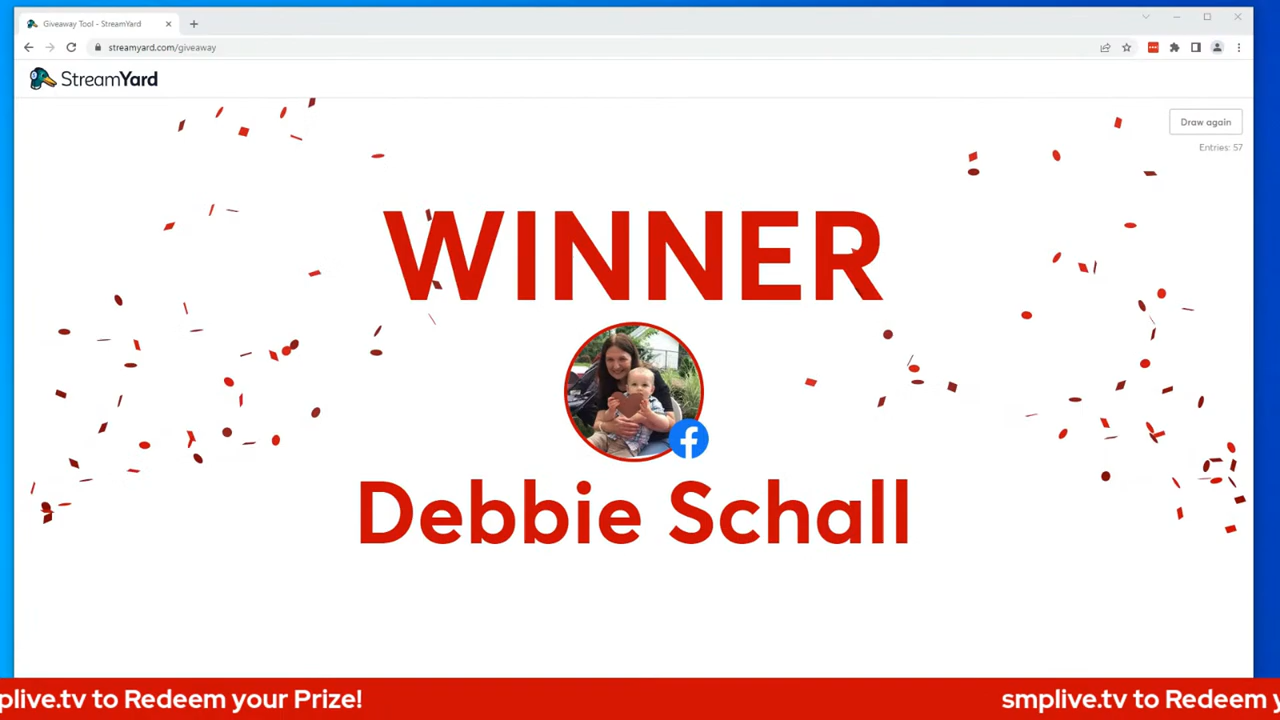 Giveaway Tool - StreamYard
streamyard.com/giveaway
StreamYard
Draw again
Entries: 57
WINNER
Debbie Schall
smplive.tv to Redeem
plive.tv to Redeem your Prize!